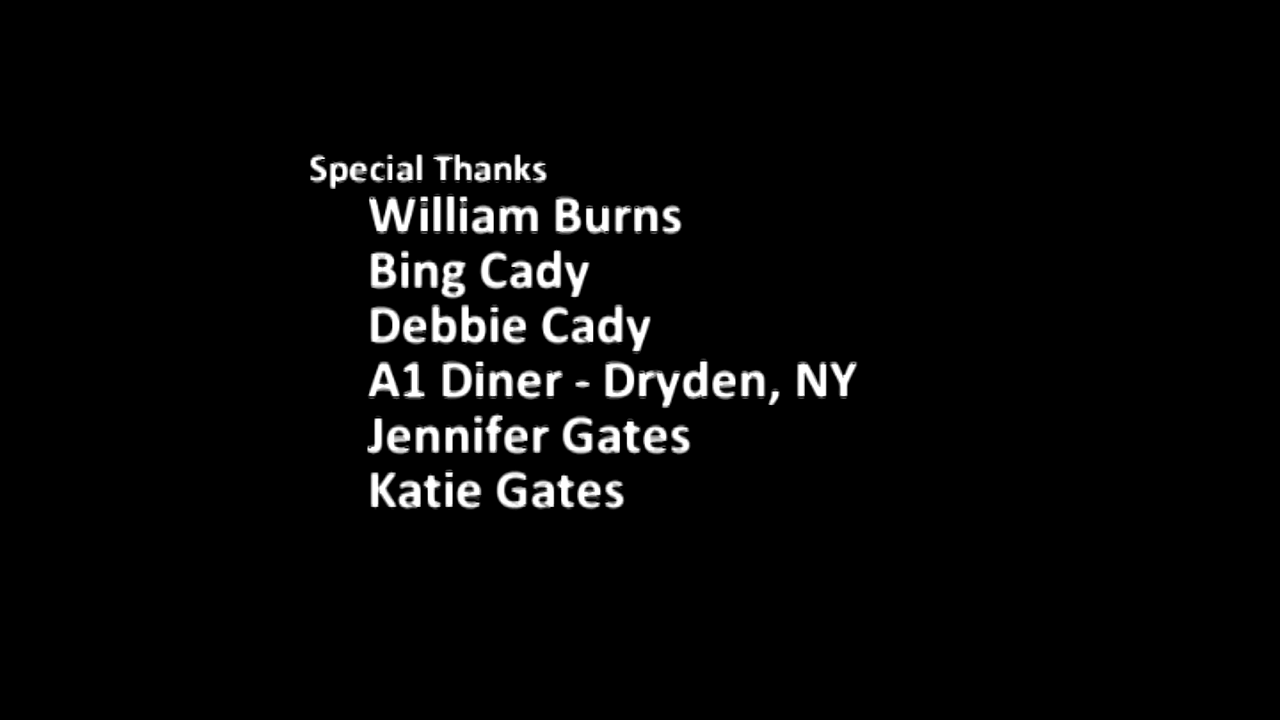 Special Thanks
William Burns
Bing Cady
Debbie Cady
A1 Diner - Dryden, NY
Jennifer Gates
Katie Gates